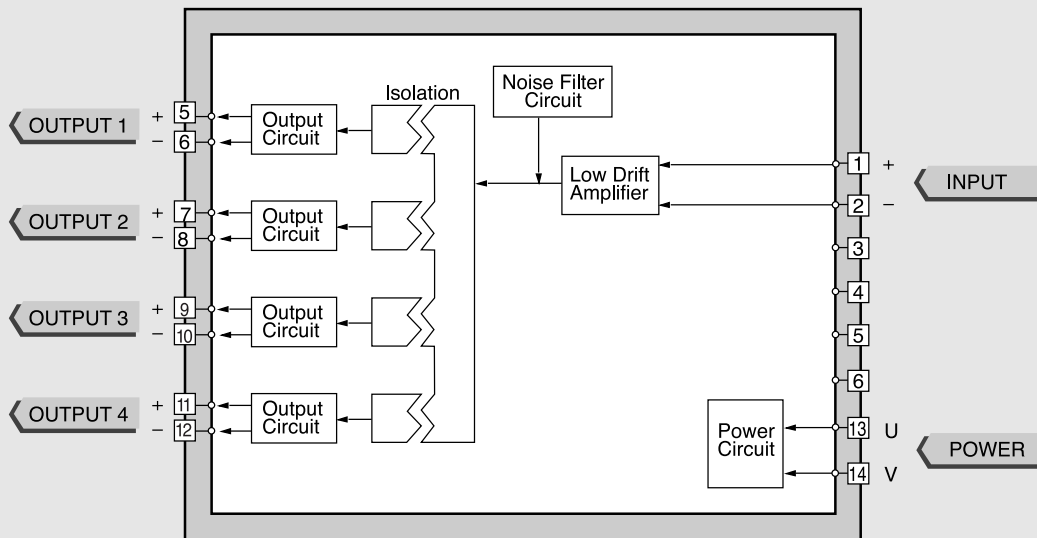 Isolation
Noise Filter
Circuit
OUTPUT 1
+ 5
− 6
Output
Circuit
Low Drift
Amplifier
1 +
2 −
INPUT
OUTPUT 2
+ 7
− 8
Output
Circuit
3
4
OUTPUT 3
+ 9
− 10
Output
Circuit
5
6
OUTPUT 4
+ 11
− 12
Output
Circuit
Power
Circuit
13 U
14 V
POWER